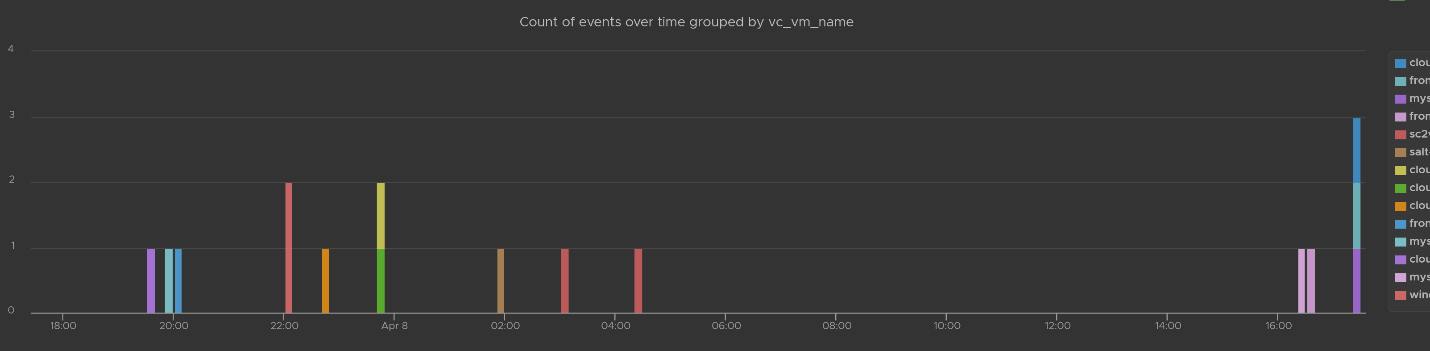 Count of events over time grouped by vc_vm_name
4
3
2
1
0
18:00 20:00 22:00 Apr 8 02:00 04:00 06:00 08:00 10:00 12:00 14:00 16:00
clou
fron
mys
fron
sc2v
salt-
clou
clou
clou
fron
mys
clou
mys
wind